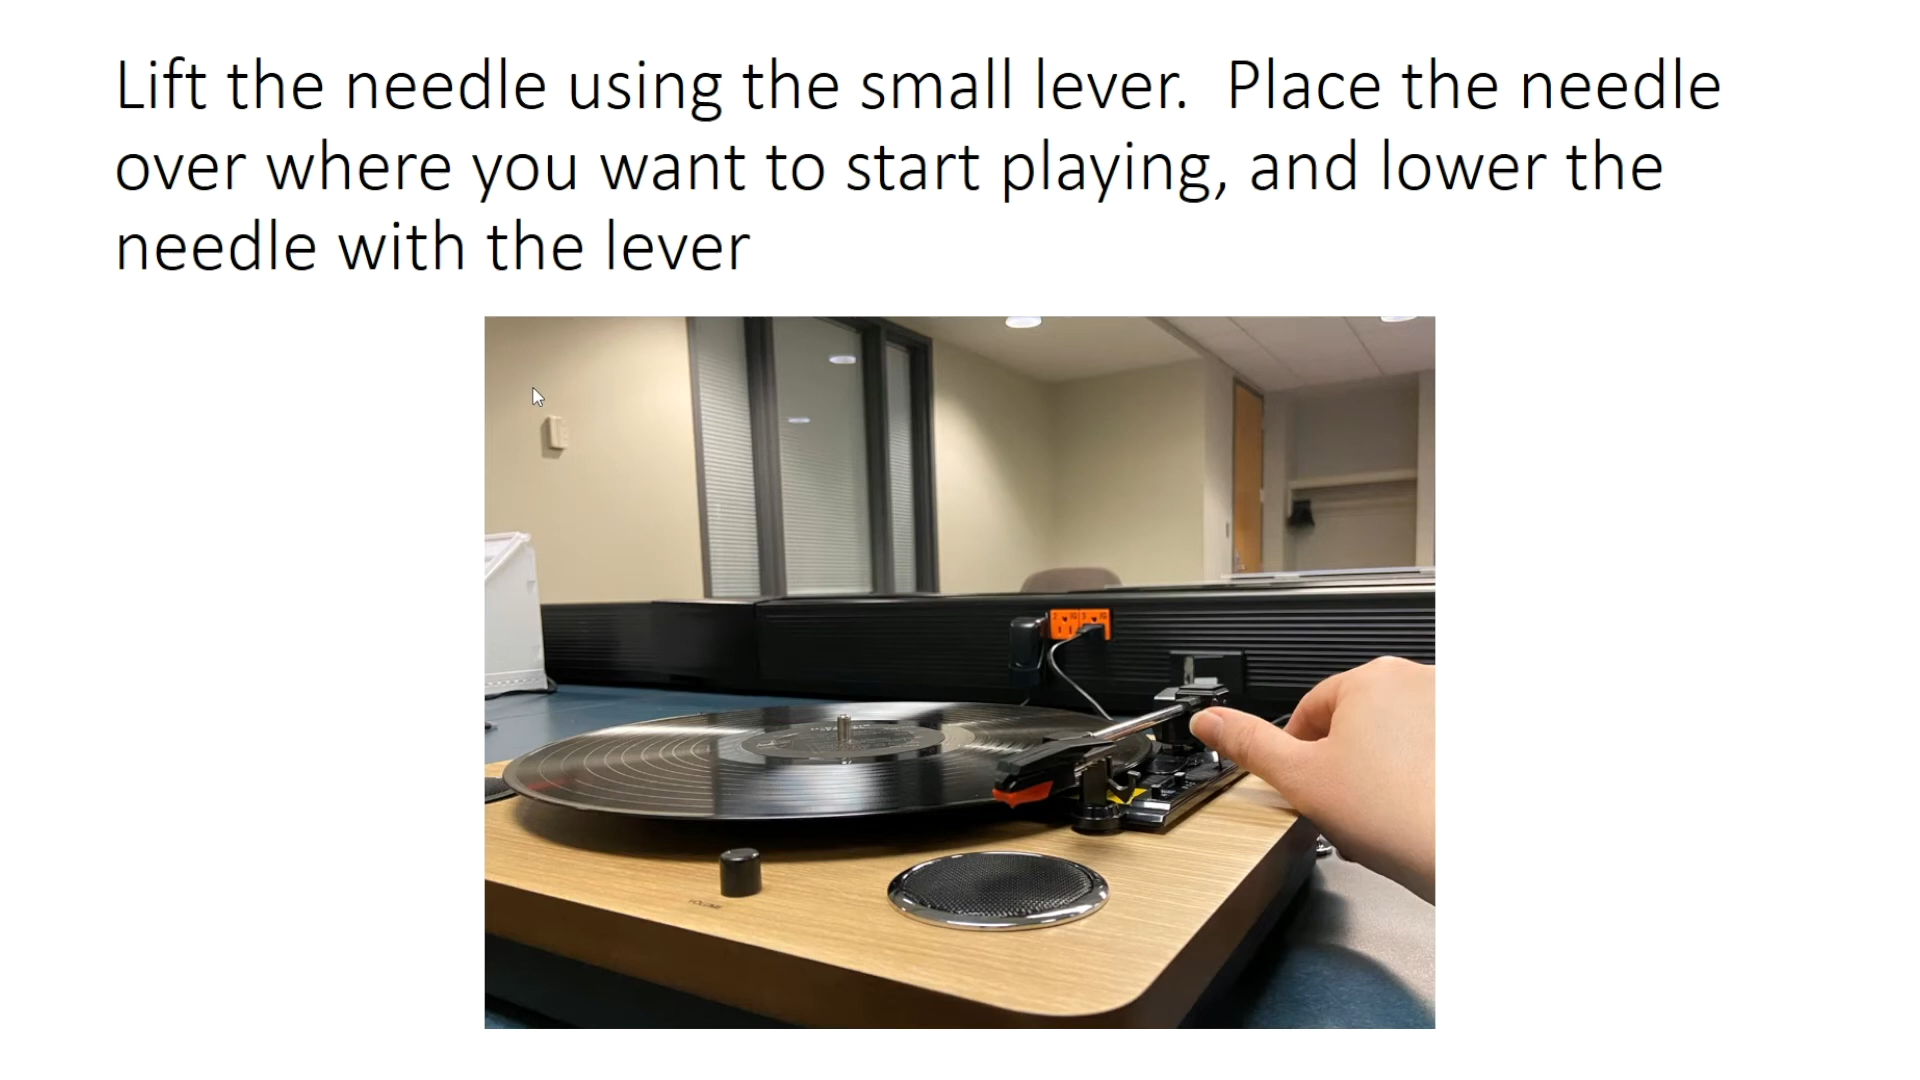 Lift the needle using the small lever.  Place the needle
over where you want to start playing, and lower the
needle with the lever
VOLUME